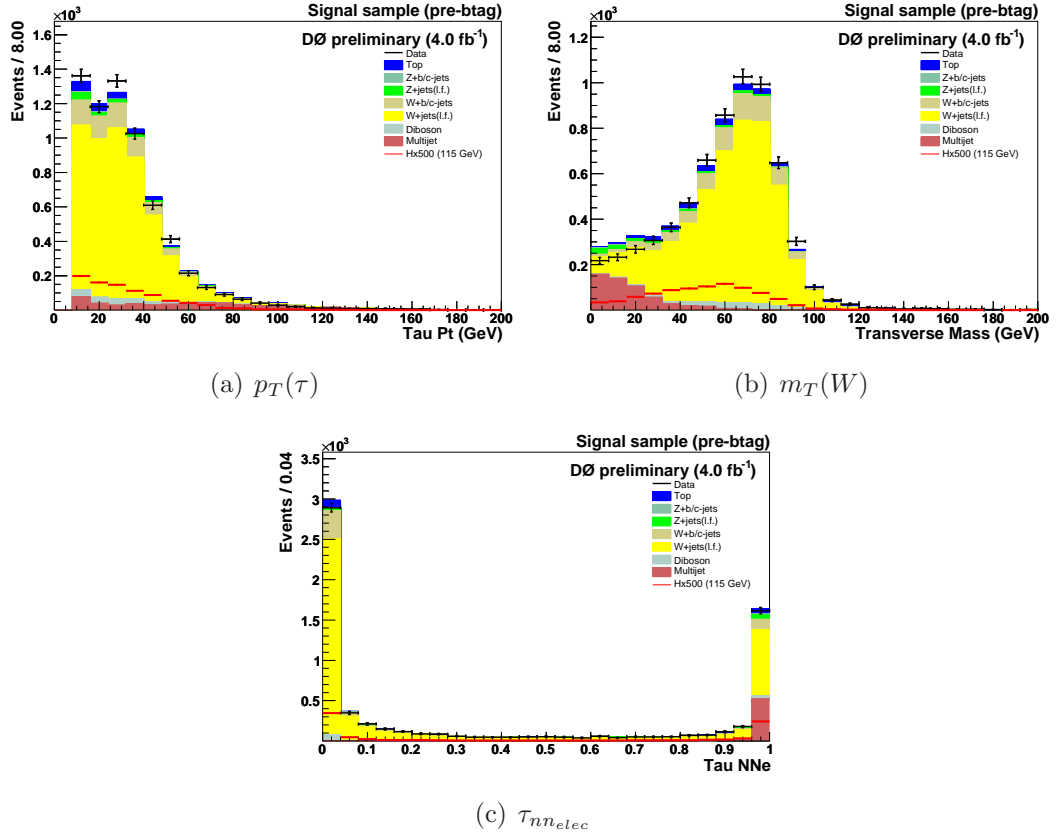 Signal sample (pre-btag)
×10³
DØ preliminary (4.0 fb⁻¹)
Data
Top
Z+b/c-jets
Z+jets(l.f.)
W+b/c-jets
W+jets(l.f.)
Diboson
Multijet
Hx500 (115 GeV)
Events / 8.00
1.6
1.4
1.2
1
0.8
0.6
0.4
0.2
0 20 40 60 80 100 120 140 160 180 200
Tau Pt (GeV)
(a) p_T(τ)
Signal sample (pre-btag)
×10³
DØ preliminary (4.0 fb⁻¹)
Data
Top
Z+b/c-jets
Z+jets(l.f.)
W+b/c-jets
W+jets(l.f.)
Diboson
Multijet
Hx500 (115 GeV)
Events / 8.00
1.2
1
0.8
0.6
0.4
0.2
0 20 40 60 80 100 120 140 160 180 200
Transverse Mass (GeV)
(b) m_T(W)
Signal sample (pre-btag)
×10³
DØ preliminary (4.0 fb⁻¹)
Data
Top
Z+b/c-jets
Z+jets(l.f.)
W+b/c-jets
W+jets(l.f.)
Diboson
Multijet
Hx500 (115 GeV)
Events / 0.04
3.5
3
2.5
2
1.5
1
0.5
0 0.1 0.2 0.3 0.4 0.5 0.6 0.7 0.8 0.9 1
Tau NNe
(c) τ_{nn_{elec}}